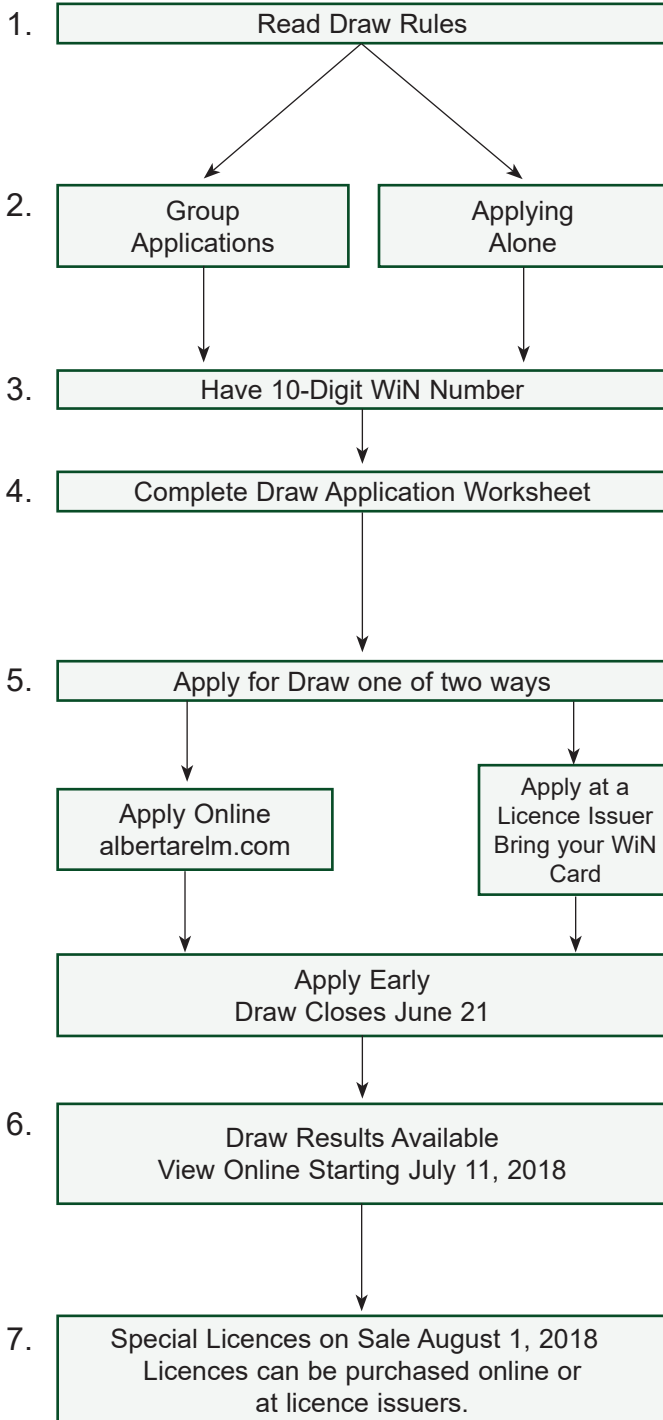 1. Read Draw Rules
2. Group
Applications
Applying
Alone
3. Have 10-Digit WiN Number
4. Complete Draw Application Worksheet
5. Apply for Draw one of two ways
Apply Online
albertarelm.com
Apply at a
Licence Issuer
Bring your WiN
Card
Apply Early
Draw Closes June 21
6. Draw Results Available
View Online Starting July 11, 2018
7. Special Licences on Sale August 1, 2018
Licences can be purchased online or
at licence issuers.